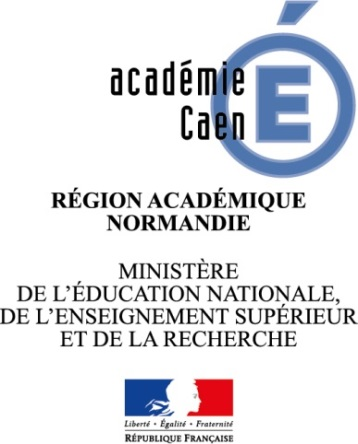 académie
Caen
É
RÉGION ACADÉMIQUE
NORMANDIE
MINISTÈRE
DE L'ÉDUCATION NATIONALE,
DE L'ENSEIGNEMENT SUPÉRIEUR
ET DE LA RECHERCHE
Liberté • Égalité • Fraternité
RÉPUBLIQUE FRANÇAISE